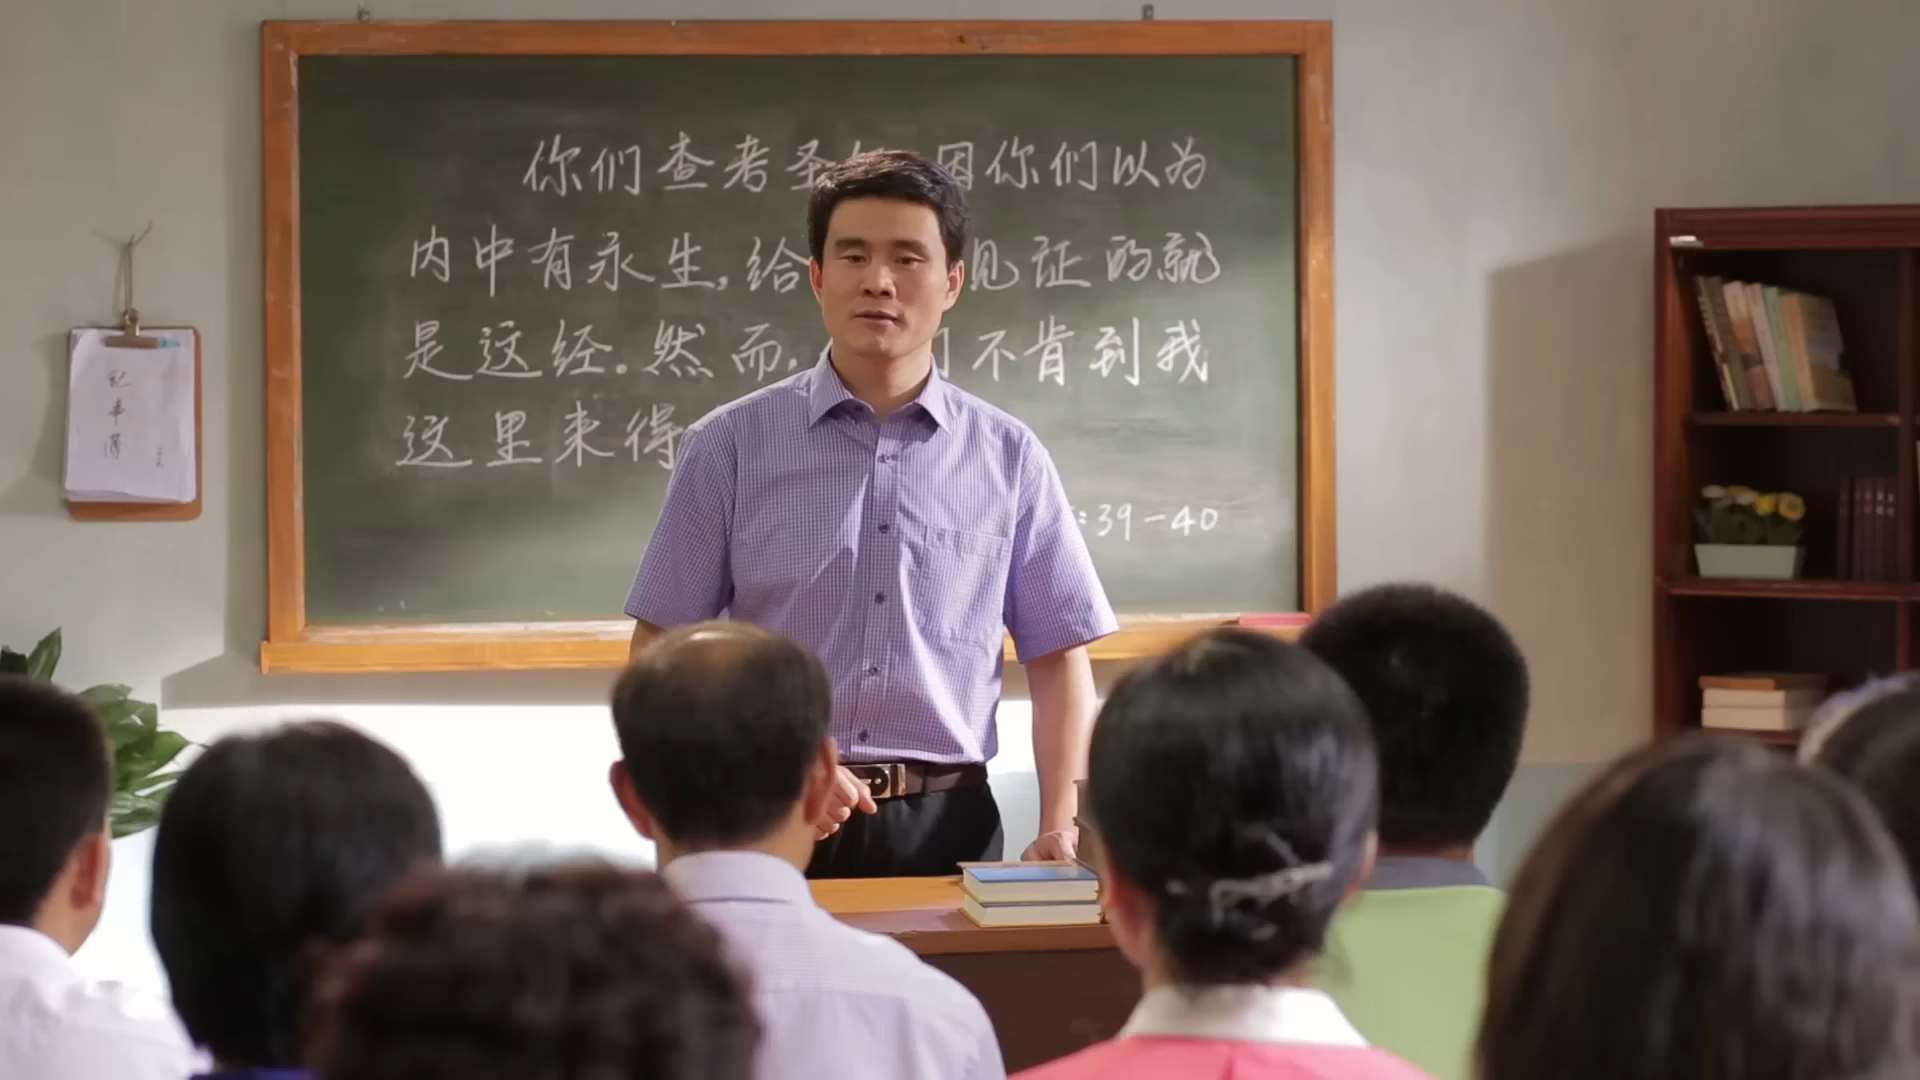 你们查考圣 因你们以为
内中有永生,给 见证的就
是这经。然而, 们不肯到我
这里来得
:39-40